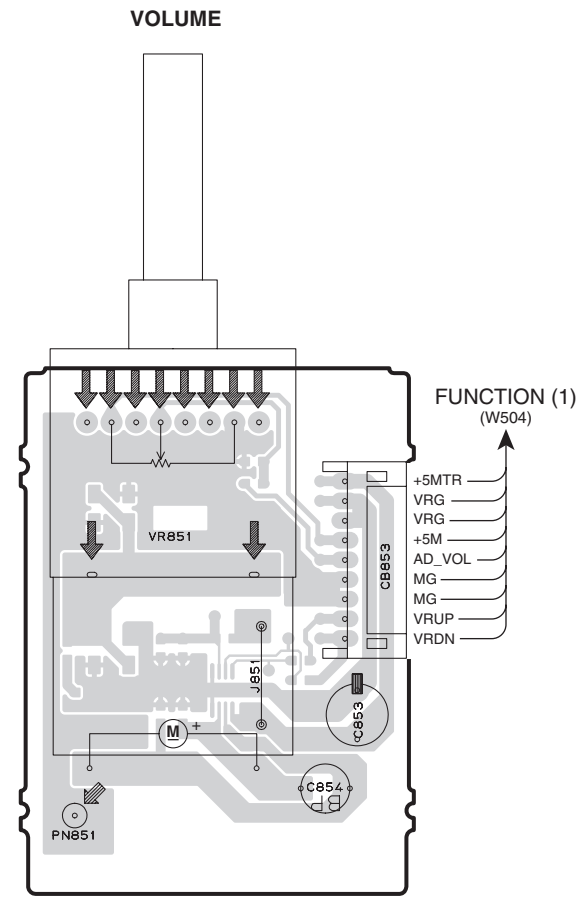 VOLUME
FUNCTION (1)
(W504)
+5MTR
VRG
VRG
+5M
AD_VOL
MG
MG
VRUP
VRDN
VR851
CB853
J851
C853
M
+
C854
BP
PN851